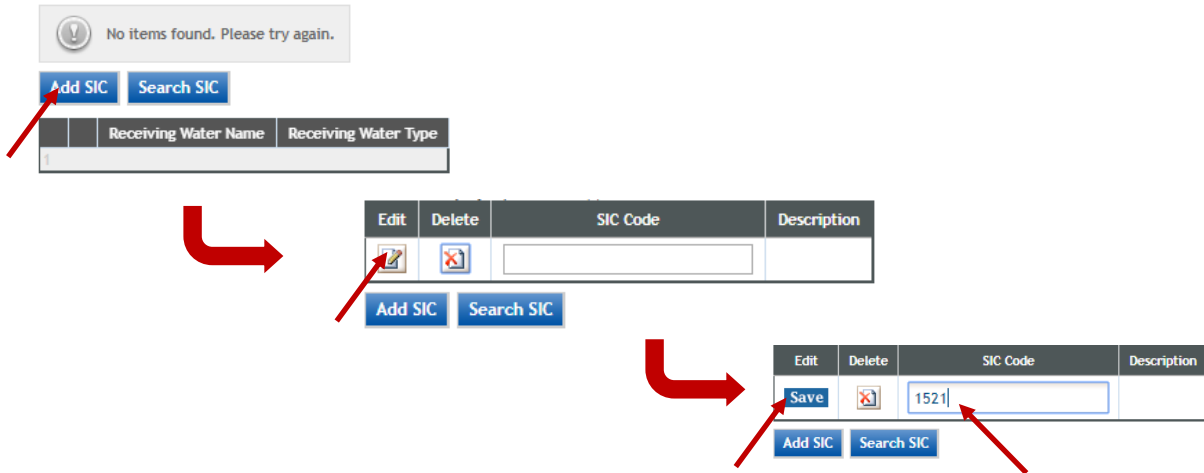 No items found. Please try again.
Add SIC Search SIC
Receiving Water Name Receiving Water Type
1
Edit Delete SIC Code Description
Add SIC Search SIC
Edit Delete SIC Code Description
Save 1521
Add SIC Search SIC